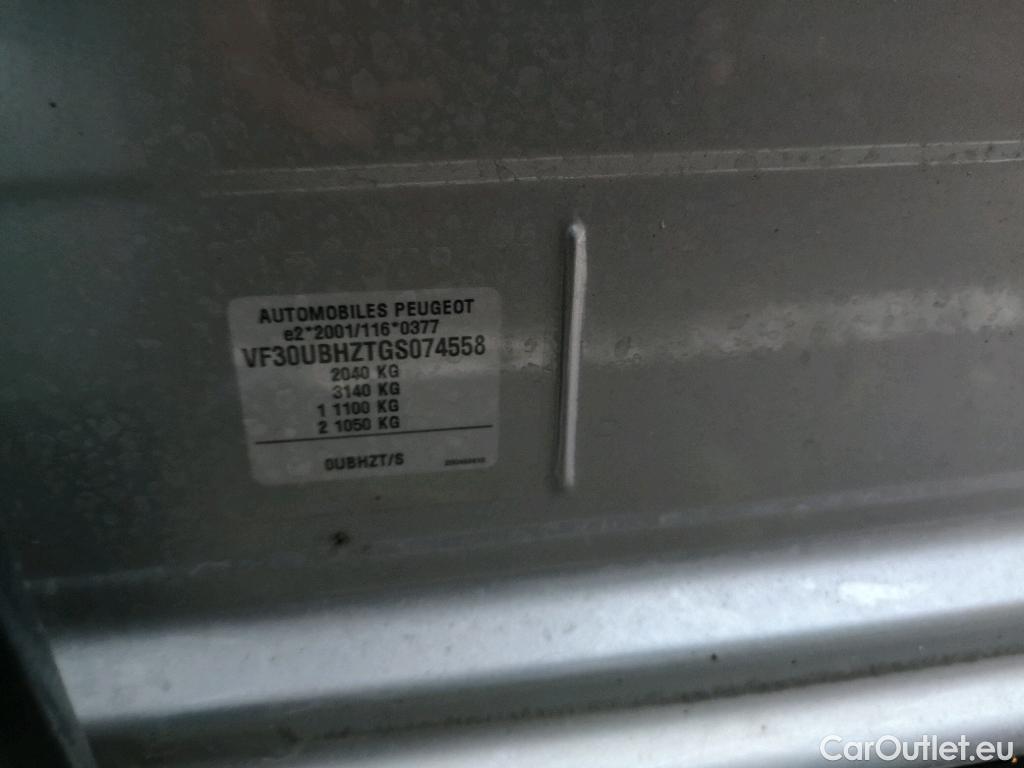 AUTOMOBILES PEUGEOT
e2*2001/116*0377
VF30UBHZTGS074558
2040 KG
3140 KG
1 1100 KG
2 1050 KG
0UBHZT/S
CarOutlet.eu